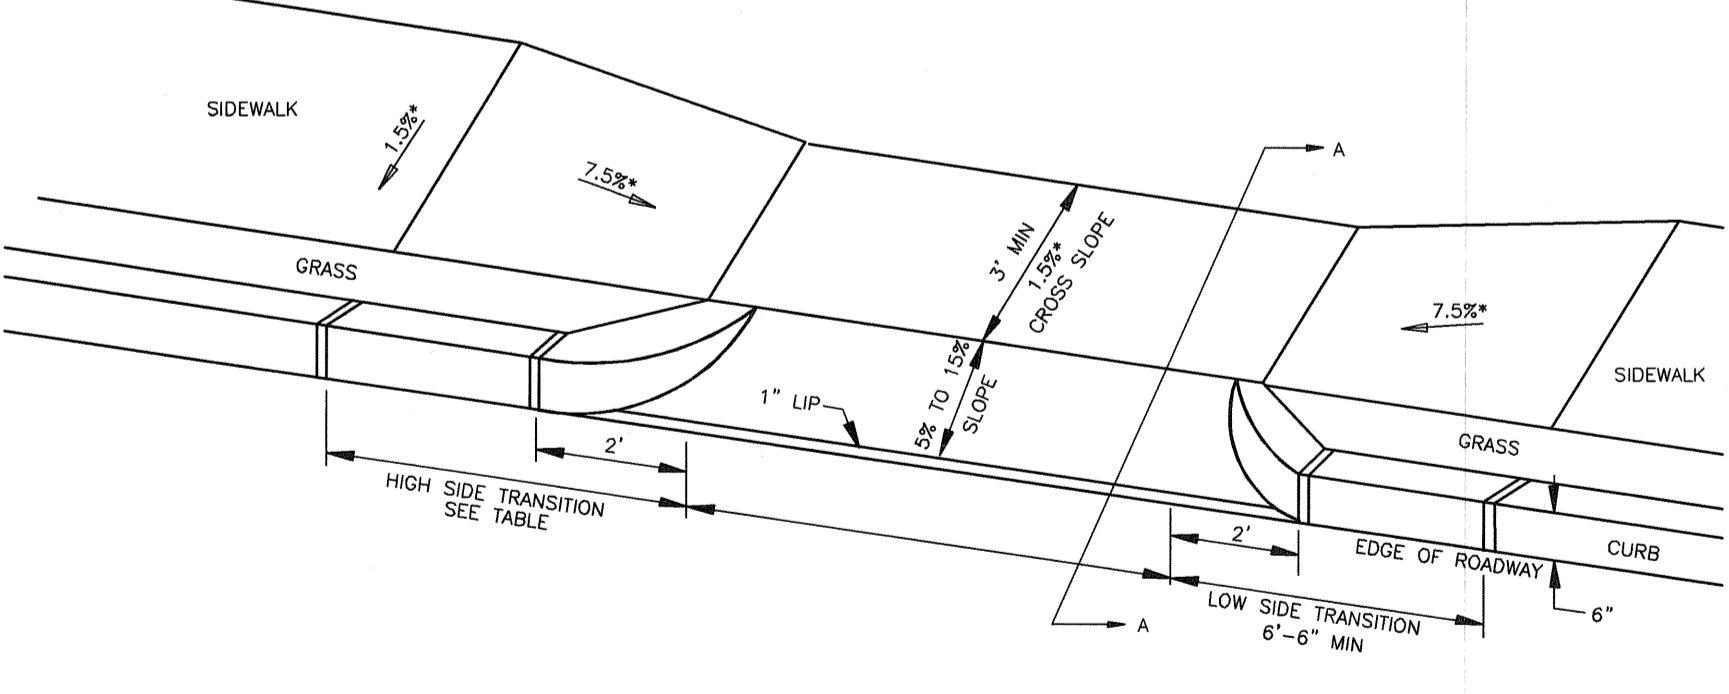 SIDEWALK
1.5%*
7.5%*
GRASS
A
3' MIN
1.5%*
CROSS SLOPE
7.5%*
SIDEWALK
1" LIP
5% TO 15%
SLOPE
GRASS
2'
HIGH SIDE TRANSITION
SEE TABLE
2'
EDGE OF ROADWAY
CURB
LOW SIDE TRANSITION
6'-6" MIN
6"
A